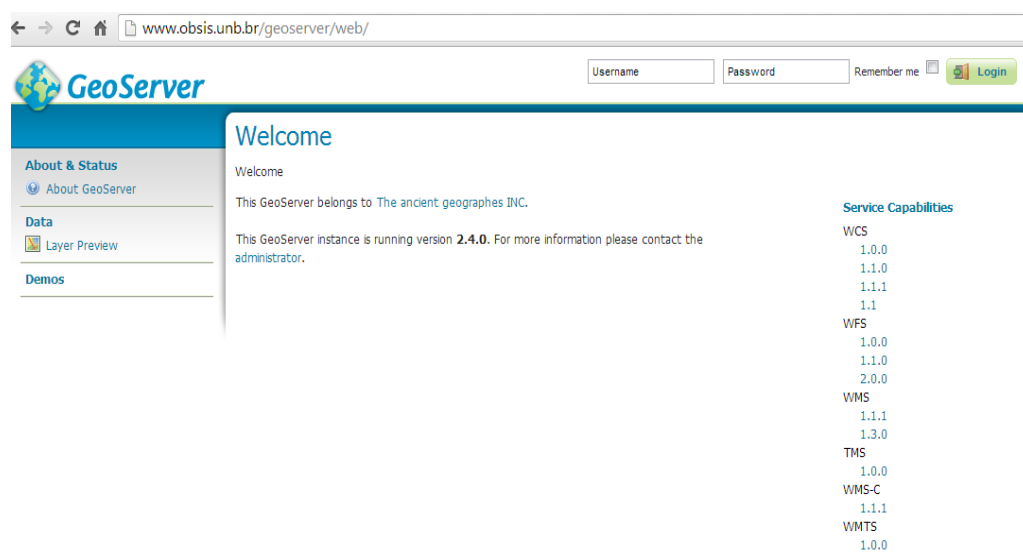 www.obsis.unb.br/geoserver/web/
GeoServer
Username
Password
Remember me
Login
About & Status
About GeoServer
Data
Layer Preview
Demos
Welcome
Welcome
This GeoServer belongs to The ancient geographes INC.
This GeoServer instance is running version 2.4.0. For more information please contact the
administrator.
Service Capabilities
WCS
1.0.0
1.1.0
1.1.1
1.1
WFS
1.0.0
1.1.0
2.0.0
WMS
1.1.1
1.3.0
TMS
1.0.0
WMS-C
1.1.1
WMTS
1.0.0